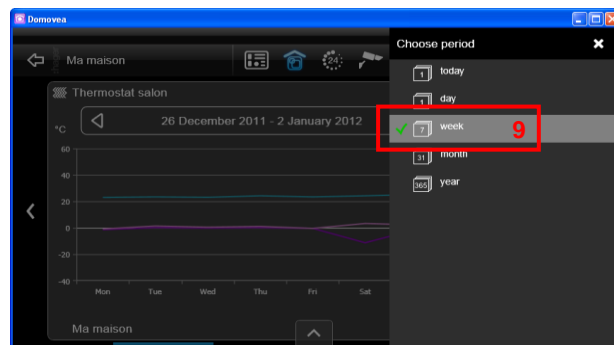 Domovea
Choose period
Ma maison
24
1 today
Thermostat salon
1 day
°C
26 December 2011 - 2 January 2012
7 week 9
31 month
365 year
60
40
20
0
-20
-40
Mon Tue Wed Thu Fri Sat
Ma maison